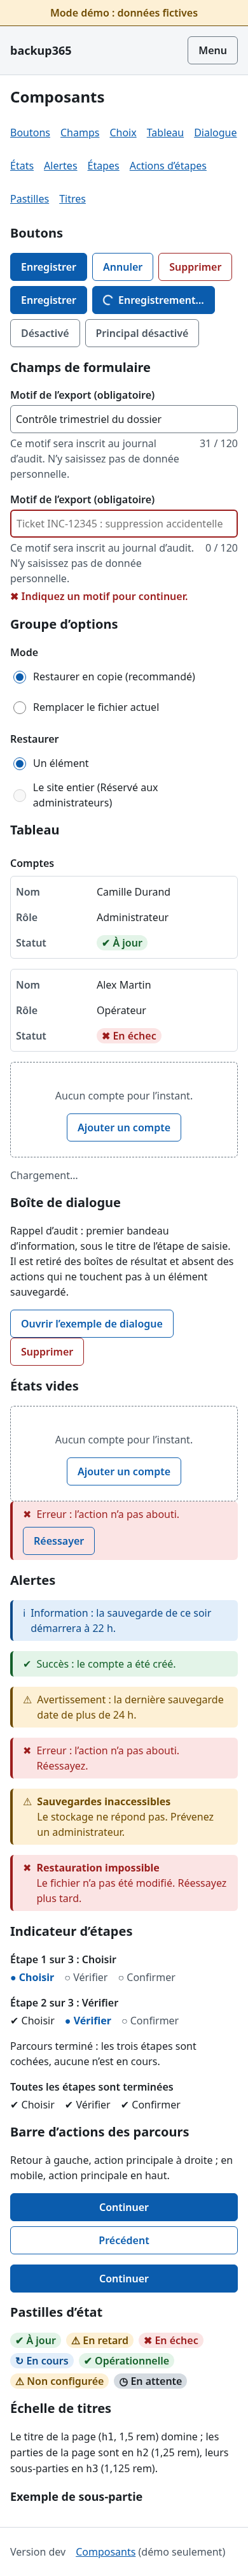 Mode démo : données fictives
backup365
Menu
Composants
Boutons Champs Choix Tableau Dialogue
États Alertes Étapes Actions d’étapes
Pastilles Titres
Boutons
Enregistrer Annuler Supprimer
Enregistrer Enregistrement…
Désactivé Principal désactivé
Champs de formulaire
Motif de l’export (obligatoire)
Contrôle trimestriel du dossier
Ce motif sera inscrit au journal 31 / 120
d’audit. N’y saisissez pas de donnée
personnelle.
Motif de l’export (obligatoire)
Ticket INC-12345 : suppression accidentelle
Ce motif sera inscrit au journal d’audit. 0 / 120
N’y saisissez pas de donnée
personnelle.
✖ Indiquez un motif pour continuer.
Groupe d’options
Mode
Restaurer en copie (recommandé)
Remplacer le fichier actuel
Restaurer
Un élément
Le site entier (Réservé aux
administrateurs)
Tableau
Comptes
Nom Camille Durand
Rôle Administrateur
Statut ✔ À jour
Nom Alex Martin
Rôle Opérateur
Statut ✖ En échec
Aucun compte pour l’instant.
Ajouter un compte
Chargement…
Boîte de dialogue
Rappel d’audit : premier bandeau
d’information, sous le titre de l’étape de saisie.
Il est retiré des boîtes de résultat et absent des
actions qui ne touchent pas à un élément
sauvegardé.
Ouvrir l’exemple de dialogue
Supprimer
États vides
Aucun compte pour l’instant.
Ajouter un compte
✖ Erreur : l’action n’a pas abouti.
Réessayer
Alertes
i Information : la sauvegarde de ce soir
démarrera à 22 h.
✔ Succès : le compte a été créé.
⚠ Avertissement : la dernière sauvegarde
date de plus de 24 h.
✖ Erreur : l’action n’a pas abouti.
Réessayez.
⚠ Sauvegardes inaccessibles
Le stockage ne répond pas. Prévenez
un administrateur.
✖ Restauration impossible
Le fichier n’a pas été modifié. Réessayez
plus tard.
Indicateur d’étapes
Étape 1 sur 3 : Choisir
● Choisir ○ Vérifier ○ Confirmer
Étape 2 sur 3 : Vérifier
✔ Choisir ● Vérifier ○ Confirmer
Parcours terminé : les trois étapes sont
cochées, aucune n’est en cours.
Toutes les étapes sont terminées
✔ Choisir ✔ Vérifier ✔ Confirmer
Barre d’actions des parcours
Retour à gauche, action principale à droite ; en
mobile, action principale en haut.
Continuer
Précédent
Continuer
Pastilles d’état
✔ À jour ⚠ En retard ✖ En échec
↻ En cours ✔ Opérationnelle
⚠ Non configurée ◷ En attente
Échelle de titres
Le titre de la page (h1, 1,5 rem) domine ; les
parties de la page sont en h2 (1,25 rem), leurs
sous-parties en h3 (1,125 rem).
Exemple de sous-partie
Version dev Composants (démo seulement)